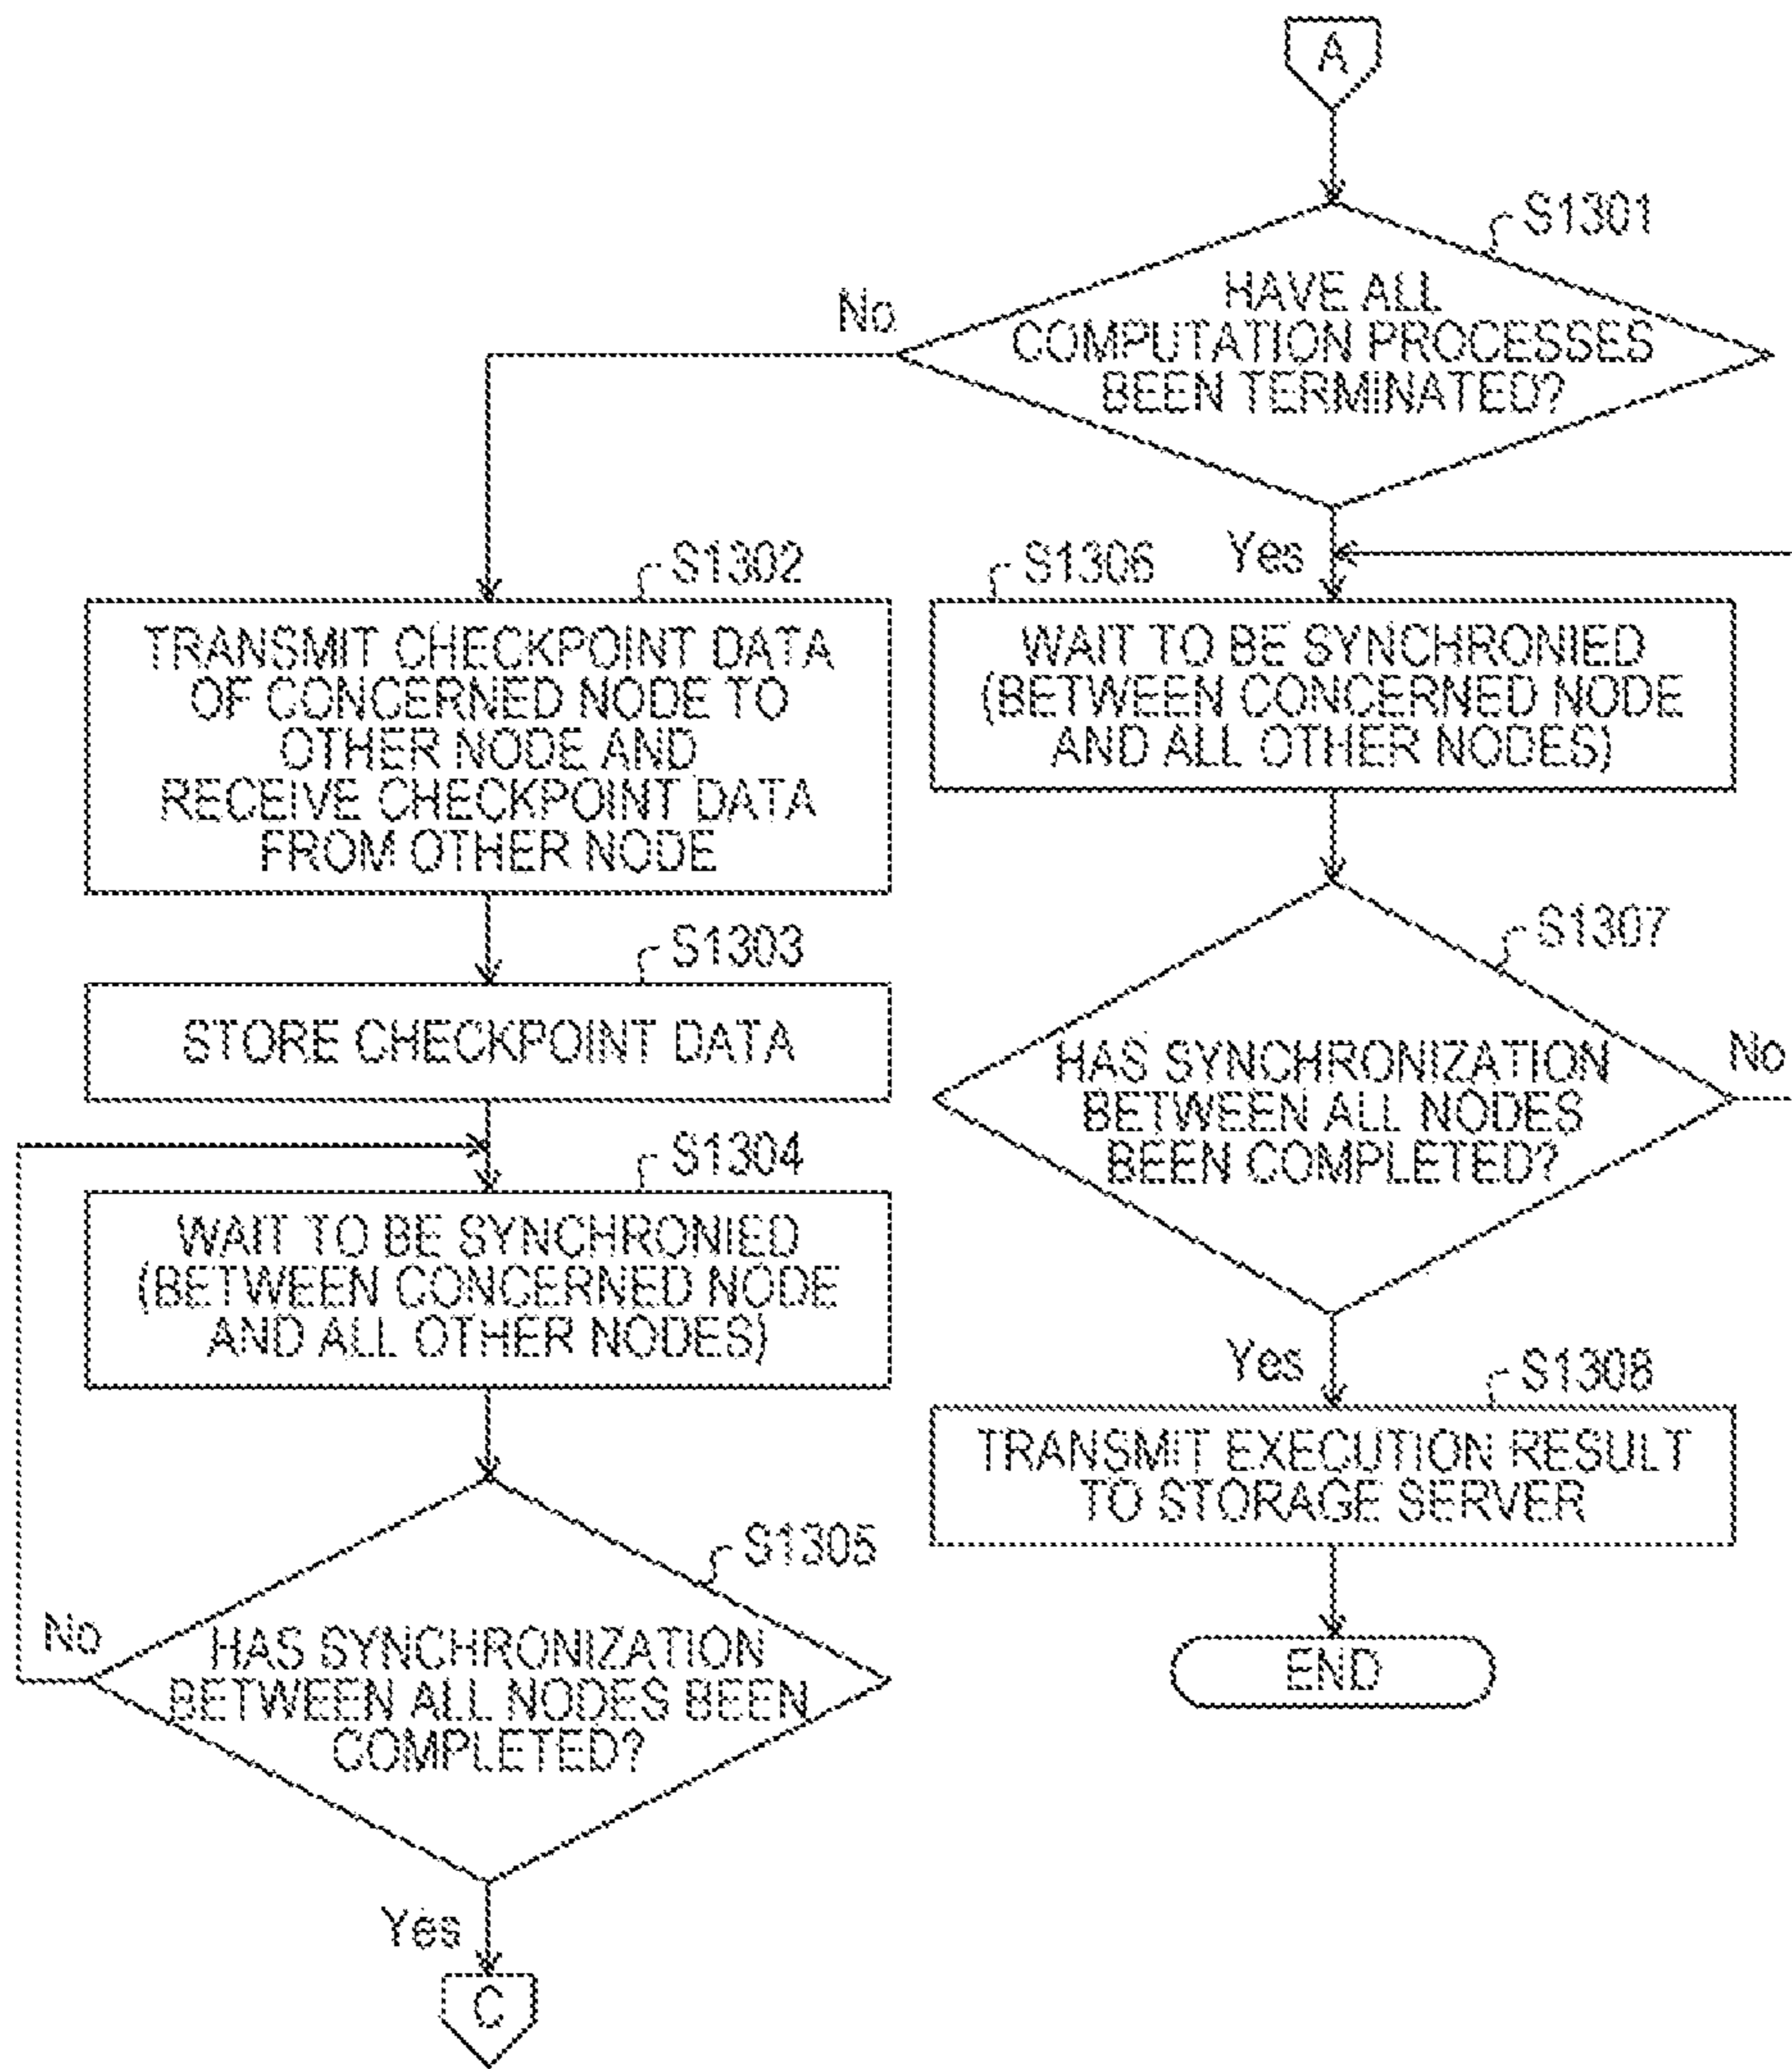 A
S1301
HAVE ALL
COMPUTATION PROCESSES
BEEN TERMINATED?
No
Yes
S1302
TRANSMIT CHECKPOINT DATA
OF CONCERNED NODE TO
OTHER NODE AND
RECEIVE CHECKPOINT DATA
FROM OTHER NODE
S1303
STORE CHECKPOINT DATA
S1304
WAIT TO BE SYNCHRONIED
(BETWEEN CONCERNED NODE
AND ALL OTHER NODES)
S1305
HAS SYNCHRONIZATION
BETWEEN ALL NODES BEEN
COMPLETED?
No
Yes
C
S1306
WAIT TO BE SYNCHRONIED
(BETWEEN CONCERNED NODE
AND ALL OTHER NODES)
S1307
HAS SYNCHRONIZATION
BETWEEN ALL NODES
BEEN COMPLETED?
No
Yes
S1308
TRANSMIT EXECUTION RESULT
TO STORAGE SERVER
END